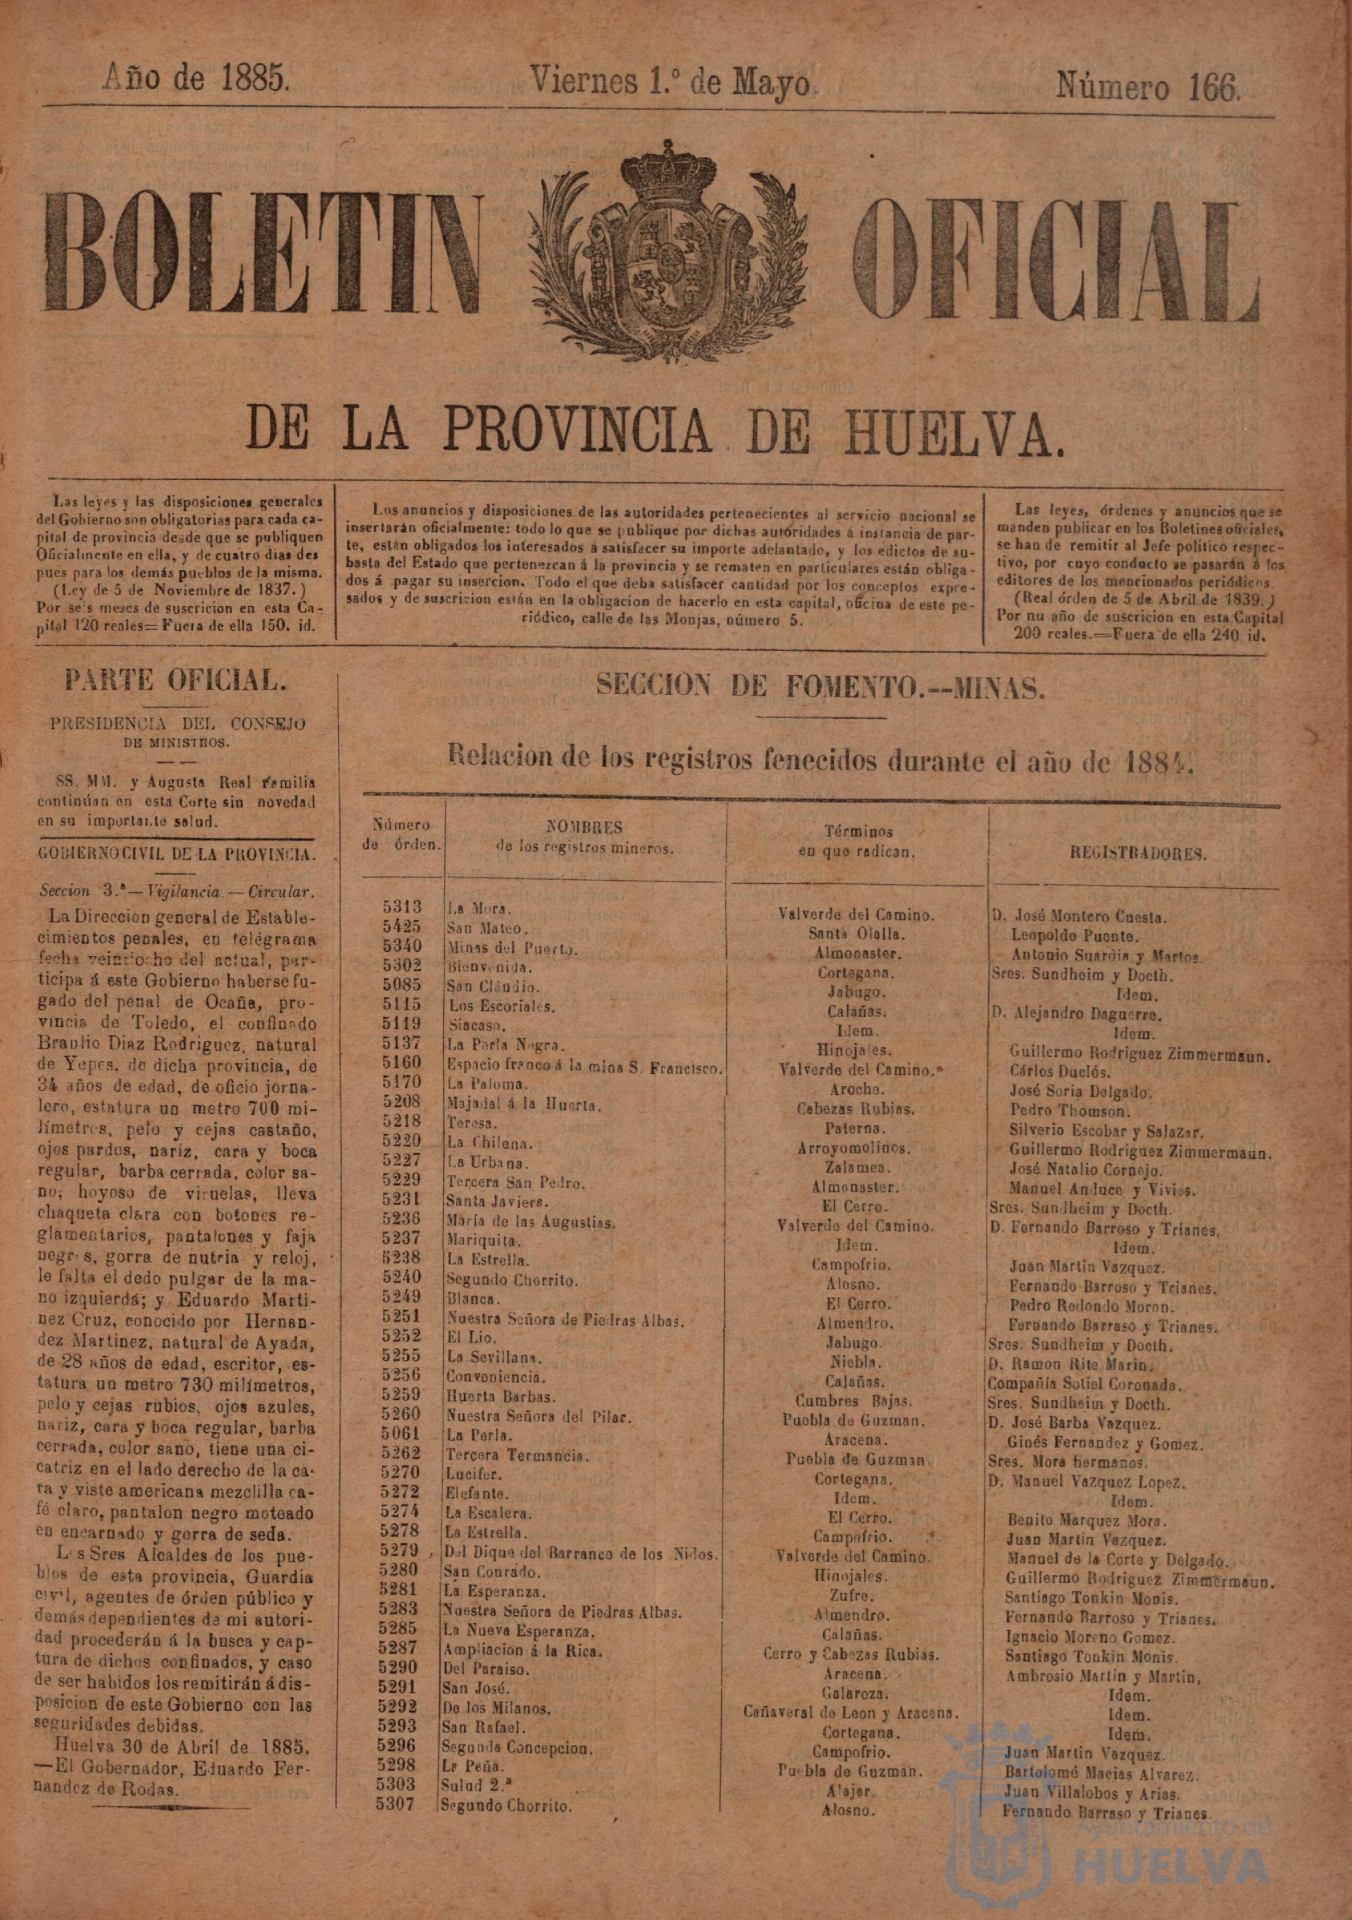 Año de 1885.
Viernes 1.º de Mayo.
Número 166.
BOLETIN OFICIAL
DE LA PROVINCIA DE HUELVA.
Las leyes y las disposiciones generales
del Gobierno son obligatorias para cada ca-
pital de provincia desde que se publiquen
Oficialmente en ella, y de cuatro dias des
pues para los demás pueblos de la misma.
(Ley de 5 de Noviembre de 1837.)
Por seis meses de suscricion en esta Ca-
pital 120 reales=Fuera de ella 150. id.
Los anuncios y disposiciones de las autoridades pertenecientes al servicio nacional se
insertarán oficialmente: todo lo que se publique por dichas autoridades á instancia de par-
te, están obligados los interesados á satisfacer su importe adelantado, y los edictos de su-
basta del Estado que pertenezcan á la provincia y se rematen en particulares están obliga-
dos á pagar su insercion. Todo el que deba satisfacer cantidad por los conceptos expre-
sados y de suscricion están en la obligacion de hacerlo en esta capital, oficina de este pe-
riódico, calle de las Monjas, número 5.
Las leyes, órdenes y anuncios que se
manden publicar en los Boletines oficiales,
se han de remitir al Jefe político respec-
tivo, por cuyo conducto se pasarán á los
editores de los mencionados periódicos.
(Real órden de 5 de Abril de 1839.)
Por nu año de suscricion en esta Capital
200 reales.=Fuera de ella 240 id.
PARTE OFICIAL.
PRESIDENCIA DEL CONSEJO
DE MINISTROS.
SS. MM. y Augusta Real Familia
continúan en esta Corte sin novedad
en su importante salud.
GOBIERNO CIVIL DE LA PROVINCIA.
Seccion 3.ª—Vigilancia.—Circular.
La Direccion general de Estable-
cimientos penales, en telégrama
fecha veintiocho del actual, par-
ticipa á este Gobierno haberse fu-
gado del penal de Ocaña, pro-
vincia de Toledo, el confinado
Braulio Diaz Rodriguez, natural
de Yepes, de dicha provincia, de
34 años de edad, de oficio jorna-
lero, estatura un metro 700 mi-
límetros, pelo y cejas castaño,
ojos pardos, nariz, cara y boca
regular, barba cerrada, color sa-
no; hoyoso de viruelas, lleva
chaqueta clara con botones re-
glamentarios, pantalones y faja
negros, gorra de nutria y reloj,
le falta el dedo pulgar de la ma-
no izquierda; y Eduardo Marti-
nez Cruz, conocido por Hernan-
dez Martinez, natural de Ayada,
de 28 años de edad, escritor, es-
tatura un metro 730 milímetros,
pelo y cejas rubios, ojos azules,
nariz, cara y boca regular, barba
cerrada, color sano, tiene una ci-
catriz en el lado derecho de la ca-
ra y viste americana mezclilla ca-
fé claro, pantalon negro moteado
en encarnado y gorra de seda.
Los Sres Alcaldes de los pue-
blos de esta provincia, Guardia
civil, agentes de órden público y
demás dependientes de mi autori-
dad procederán á la busca y cap-
tura de dichos confinados, y caso
de ser habidos los remitirán á dis-
posicion de este Gobierno con las
seguridades debidas.
Huelva 30 de Abril de 1885.
—El Gobernador, Eduardo Fer-
nandez de Rodas.
SECCION DE FOMENTO.--MINAS.
Relacion de los registros fenecidos durante el año de 1884.
Número de órden. NOMBRES de los registros mineros. Términos en que radican. REGISTRADORES.
5313 La Mora. Valverde del Camino. D. José Montero Cuesta.
5425 San Mateo. Santa Olalla. Leopoldo Puente.
5340 Minas del Puerto. Almonaster. Antonio Suardia y Martos.
5302 Bienvenida. Cortegana. Sres. Sundheim y Docth.
5085 San Cláudio. Jabugo. Idem.
5115 Los Escoriales. Calañas. D. Alejandro Daguerre.
5119 Siacaso. Idem. Idem.
5137 La Perla Negra. Hinojales. Guillermo Rodriguez Zimmermaun.
5160 Espacio franco á la mina S. Francisco. Valverde del Camino. Cárlos Duclós.
5170 La Paloma. Aroche. José Soria Delgado.
5208 Majadal á la Huerta. Cabezas Rubias. Pedro Thomson.
5218 Teresa. Paterna. Silverio Escobar y Salazar.
5220 La Chilena. Arroyomolinos. Guillermo Rodriguez Zimmermaun.
5227 La Urbana. Zalamea. José Natalio Cornejo.
5229 Tercera San Pedro. Almonaster. Manuel Anduce y Vivies.
5231 Santa Javiera. El Cerro. Sres. Sundheim y Docth.
5236 María de las Augustias. Valverde del Camino. D. Fernando Barroso y Trianes.
5237 Mariquita. Idem. Idem.
5238 La Estrella. Campofrio. Juan Martin Vazquez.
5240 Segundo Chorrito. Alosno. Fernando Barroso y Trianes.
5249 Blanca. El Cerro. Pedro Redondo Moron.
5251 Nuestra Señora de Piedras Albas. Almendro. Fernando Barraso y Trianes.
5252 El Lio. Jabugo. Sres. Sundheim y Docth.
5255 La Sevillana. Niebla. D. Ramon Rite Marin.
5256 Conveniencia. Calañas. Compañía Sotiel Coronada.
5259 Huerta Barbas. Cumbres Bajas. Sres. Sundheim y Docth.
5260 Nuestra Señora del Pilar. Puebla de Guzman. D. José Barba Vazquez.
5061 La Perla. Aracena. Ginés Fernandez y Gomez.
5262 Tercera Termancia. Puebla de Guzman. Sres. Mora hermanos.
5270 Lucifer. Cortegana. D. Manuel Vazquez Lopez.
5272 Elefante. Idem. Idem.
5274 La Escalera. El Cerro. Benito Marquez Mora.
5278 La Estrella. Campofrio. Juan Martin Vazquez.
5279 Del Dique del Barranco de los Nidos. Valverde del Camino. Manuel de la Corte y Delgado.
5280 San Conrado. Hinojales. Guillermo Rodriguez Zimmermaun.
5281 La Esperanza. Zufre. Santiago Tonkin Monis.
5283 Nuestra Señora de Piedras Albas. Almendro. Fernando Barroso y Trianes.
5285 La Nueva Esperanza. Calañas. Ignacio Moreno Gomez.
5287 Ampliacion á la Rica. Cerro y Cabezas Rubias. Santiago Tonkin Monis.
5290 Del Paraiso. Aracena. Ambrosio Martín y Martin,
5291 San José. Galaroza. Idem.
5292 De los Milanos. Cañaveral de Leon y Aracena. Idem.
5293 San Rafael. Cortegana. Idem.
5296 Segunda Concepcion. Campofrio. Juan Martin Vazquez.
5298 La Peña. Puebla de Guzman. Bartolomé Macias Alvarez.
5303 Salud 2.ª Alajar. Juan Villalobos y Arias.
5307 Segundo Chorrito. Alosno. Fernando Barraso y Trianes.
Ayuntamiento de
HUELVA